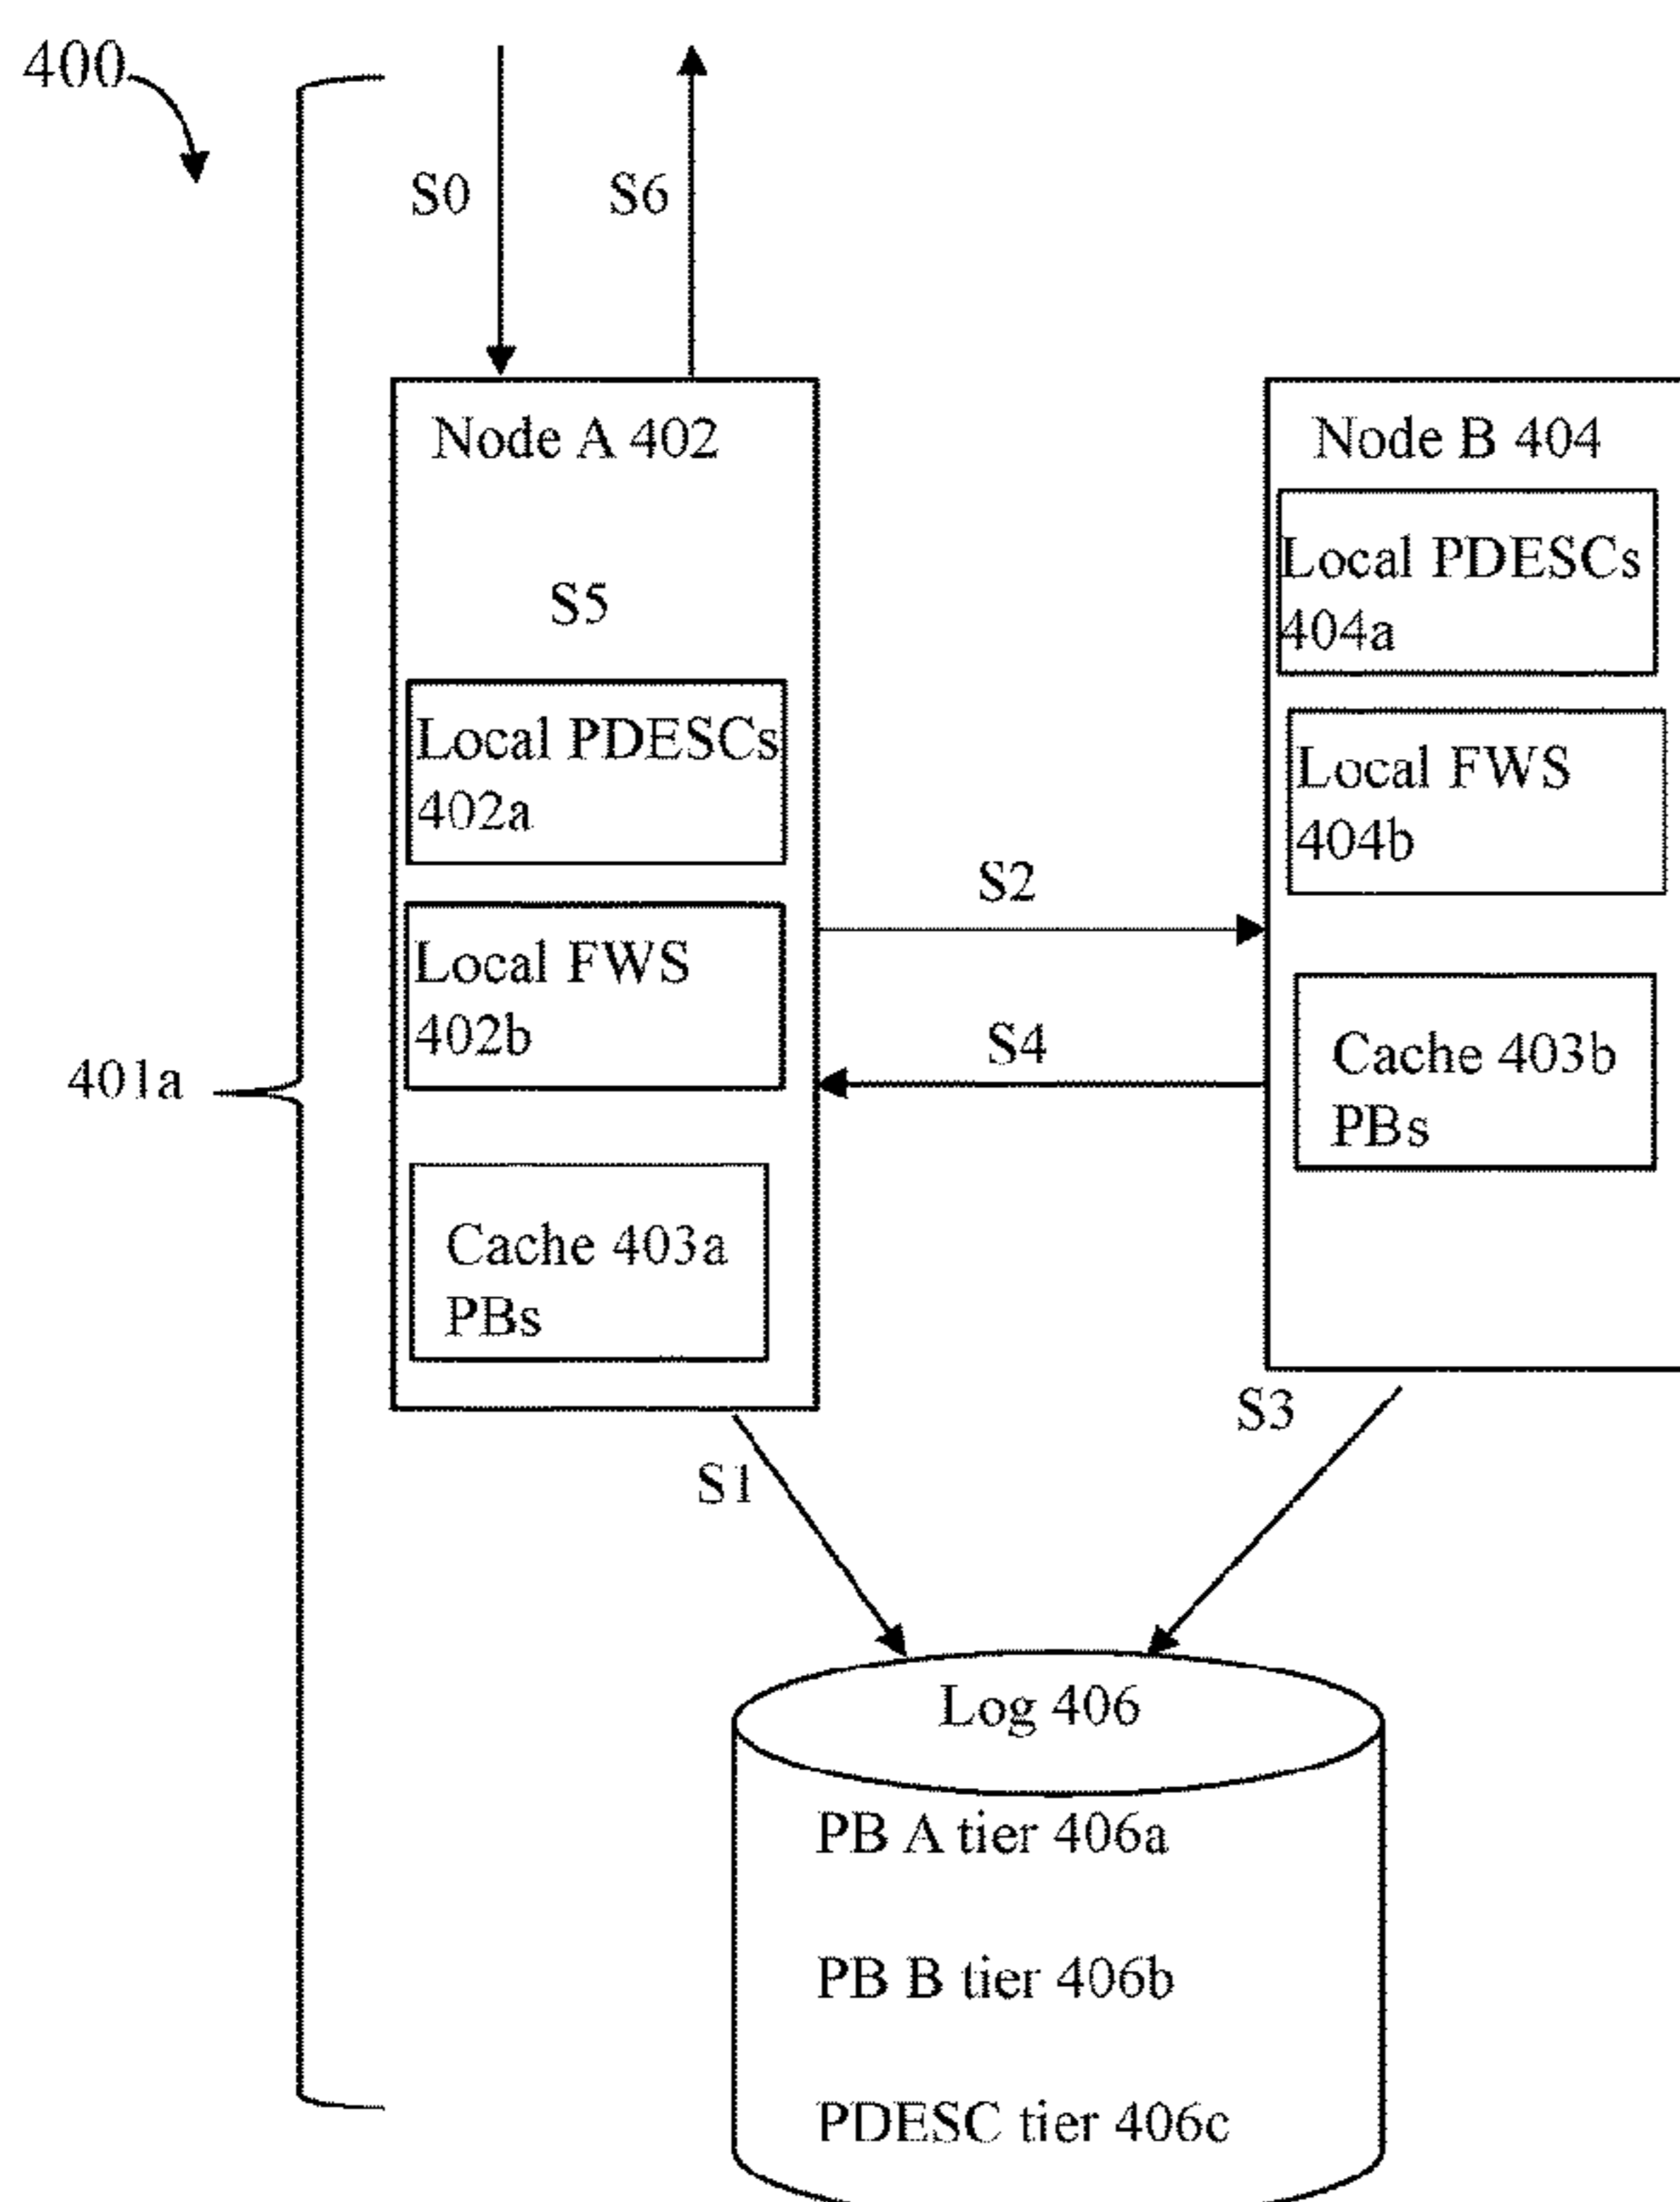 400
S0
S6
Node A 402
S5
Local PDESCs
402a
Local FWS
402b
Cache 403a
PBs
Node B 404
Local PDESCs
404a
Local FWS
404b
Cache 403b
PBs
S2
S4
401a
S1
S3
Log 406
PB A tier 406a
PB B tier 406b
PDESC tier 406c